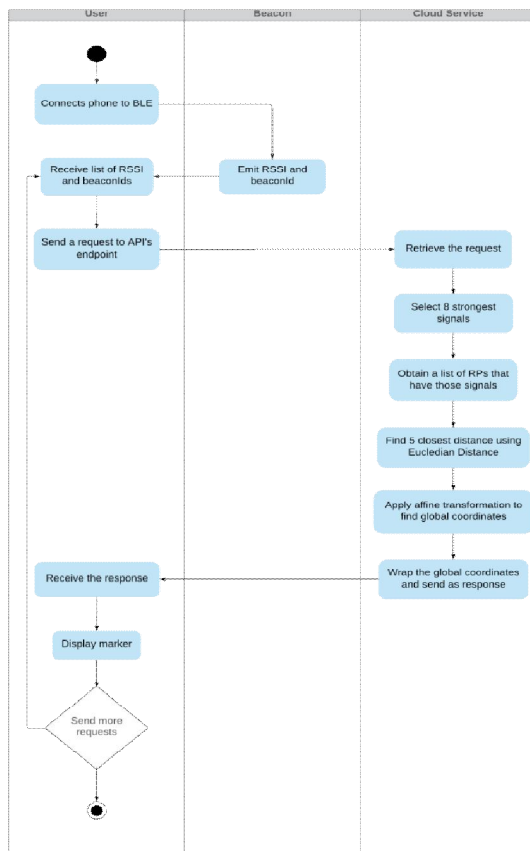 User
Beacon
Cloud Service
Connects phone to BLE
Receive list of RSSI
and beaconIds
Emit RSSI and
beaconId
Send a request to API's
endpoint
Retrieve the request
Select 8 strongest
signals
Obtain a list of RPs that
have those signals
Find 5 closest distance using
Eucledian Distance
Apply affine transformation to
find global coordinates
Wrap the global coordinates
and send as response
Receive the response
Display marker
Send more
requests